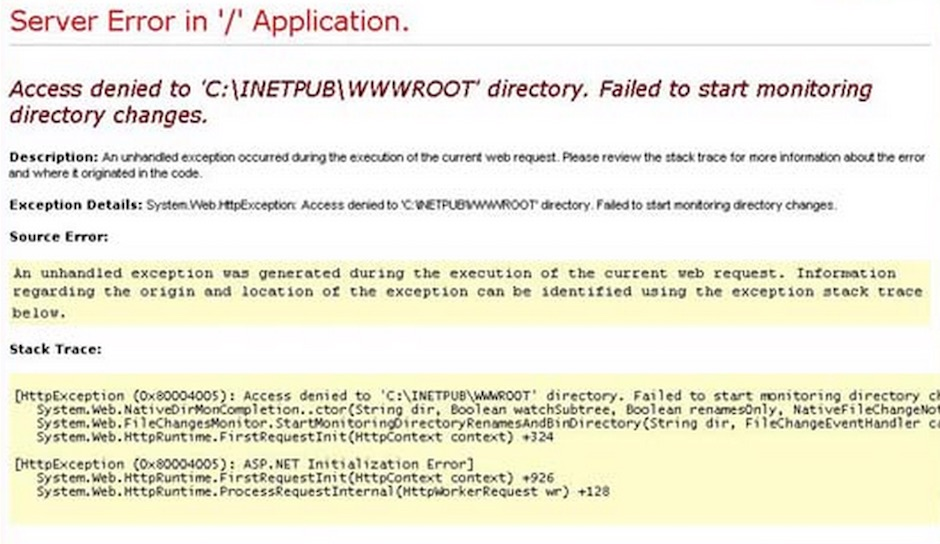 Server Error in '/' Application.
Access denied to 'C:\INETPUB\WWWROOT' directory. Failed to start monitoring
directory changes.
Description: An unhandled exception occurred during the execution of the current web request. Please review the stack trace for more information about the error
and where it originated in the code.
Exception Details: System.Web.HttpException: Access denied to 'C:\INETPUB\WWWROOT' directory. Failed to start monitoring directory changes.
Source Error:
An unhandled exception was generated during the execution of the current web request. Information
regarding the origin and location of the exception can be identified using the exception stack trace
below.
Stack Trace:
[HttpException (0x80004005): Access denied to 'C:\INETPUB\WWWROOT' directory. Failed to start monitoring directory ch
System.Web.NativeDirMonCompletion..ctor(String dir, Boolean watchSubtree, Boolean renamesOnly, NativeFileChangeNot
System.Web.FileChangesMonitor.StartMonitoringDirectoryRenamesAndBinDirectory(String dir, FileChangeEventHandler ca
System.Web.HttpRuntime.FirstRequestInit(HttpContext context) +324
[HttpException (0x80004005): ASP.NET Initialization Error]
System.Web.HttpRuntime.FirstRequestInit(HttpContext context) +926
System.Web.HttpRuntime.ProcessRequestInternal(HttpWorkerRequest wr) +128